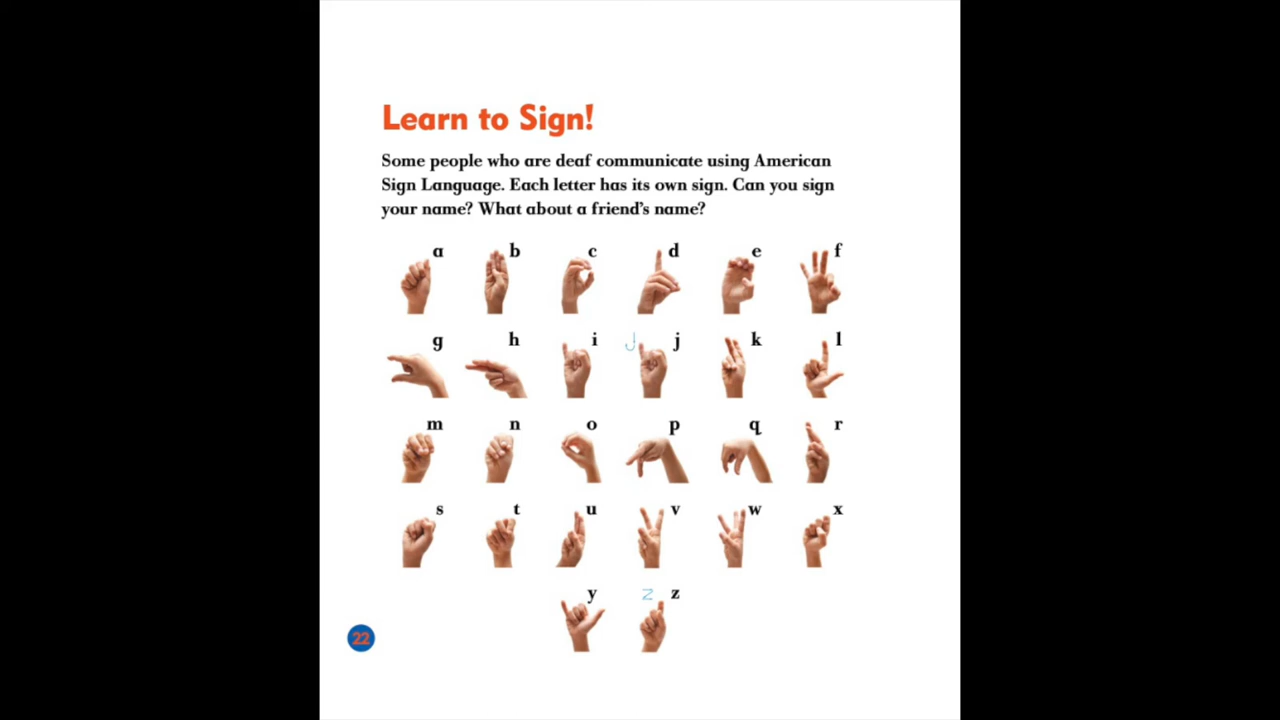 Learn to Sign!
Some people who are deaf communicate using American
Sign Language. Each letter has its own sign. Can you sign
your name? What about a friend's name?
a b c d e f
g h i J j k l
m n o p q r
s t u v w x
y Z z
22